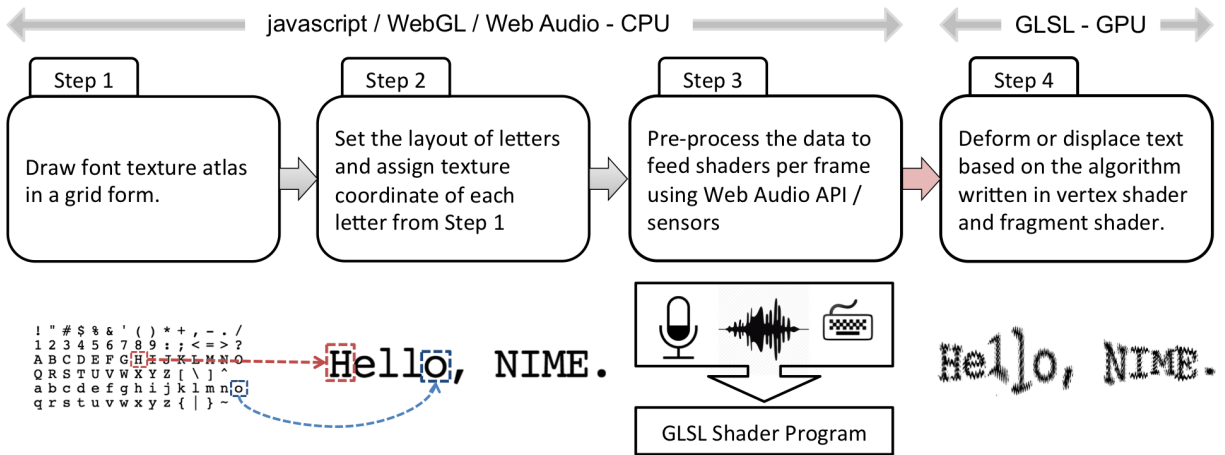 javascript / WebGL / Web Audio - CPU
GLSL - GPU
Step 1
Draw font texture atlas
in a grid form.
Step 2
Set the layout of letters
and assign texture
coordinate of each
letter from Step 1
Step 3
Pre-process the data to
feed shaders per frame
using Web Audio API /
sensors
Step 4
Deform or displace text
based on the algorithm
written in vertex shader
and fragment shader.
! " # $ % & ' ( ) * + , - . /
1 2 3 4 5 6 7 8 9 : ; < = > ?
A B C D E F G H I J K L M N O
Q R S T U V W X Y Z [ \ ] ^
a b c d e f g h i j k l m n o
q r s t u v w x y z { | } ~
Hello, NIME.
GLSL Shader Program
Hello, NIME.